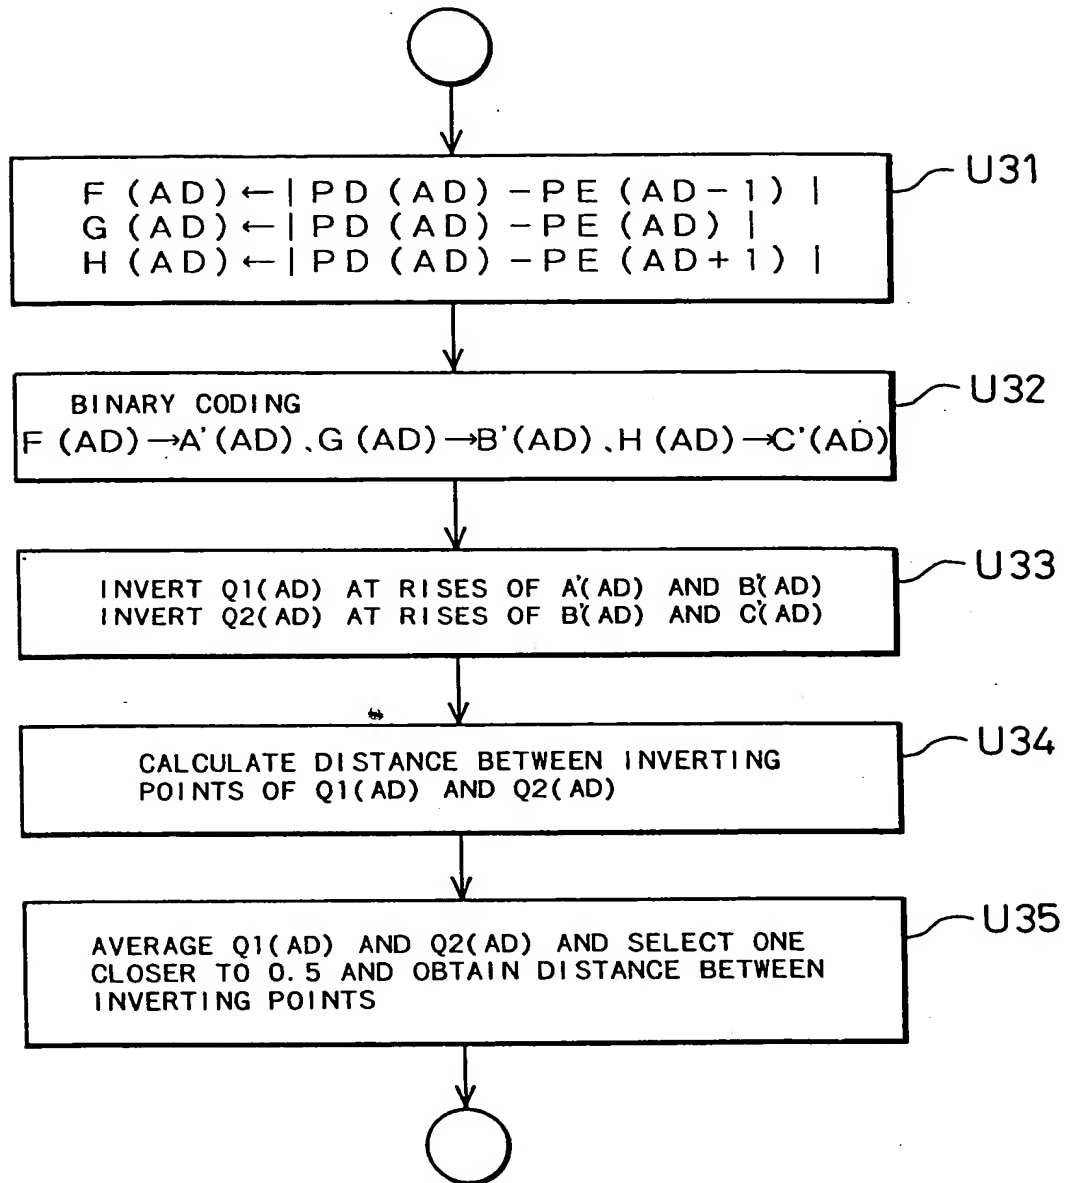 F (AD) ← | PD (AD) − PE (AD−1) |
G (AD) ← | PD (AD) − PE (AD) |
H (AD) ← | PD (AD) − PE (AD+1) |
U31
BINARY CODING
F (AD) → A'(AD) 、G (AD) → B'(AD) 、H (AD) → C'(AD)
U32
INVERT Q1(AD) AT RISES OF A'(AD) AND B'(AD)
INVERT Q2(AD) AT RISES OF B'(AD) AND C'(AD)
U33
CALCULATE DISTANCE BETWEEN INVERTING
POINTS OF Q1(AD) AND Q2(AD)
U34
AVERAGE Q1(AD) AND Q2(AD) AND SELECT ONE
CLOSER TO 0.5 AND OBTAIN DISTANCE BETWEEN
INVERTING POINTS
U35